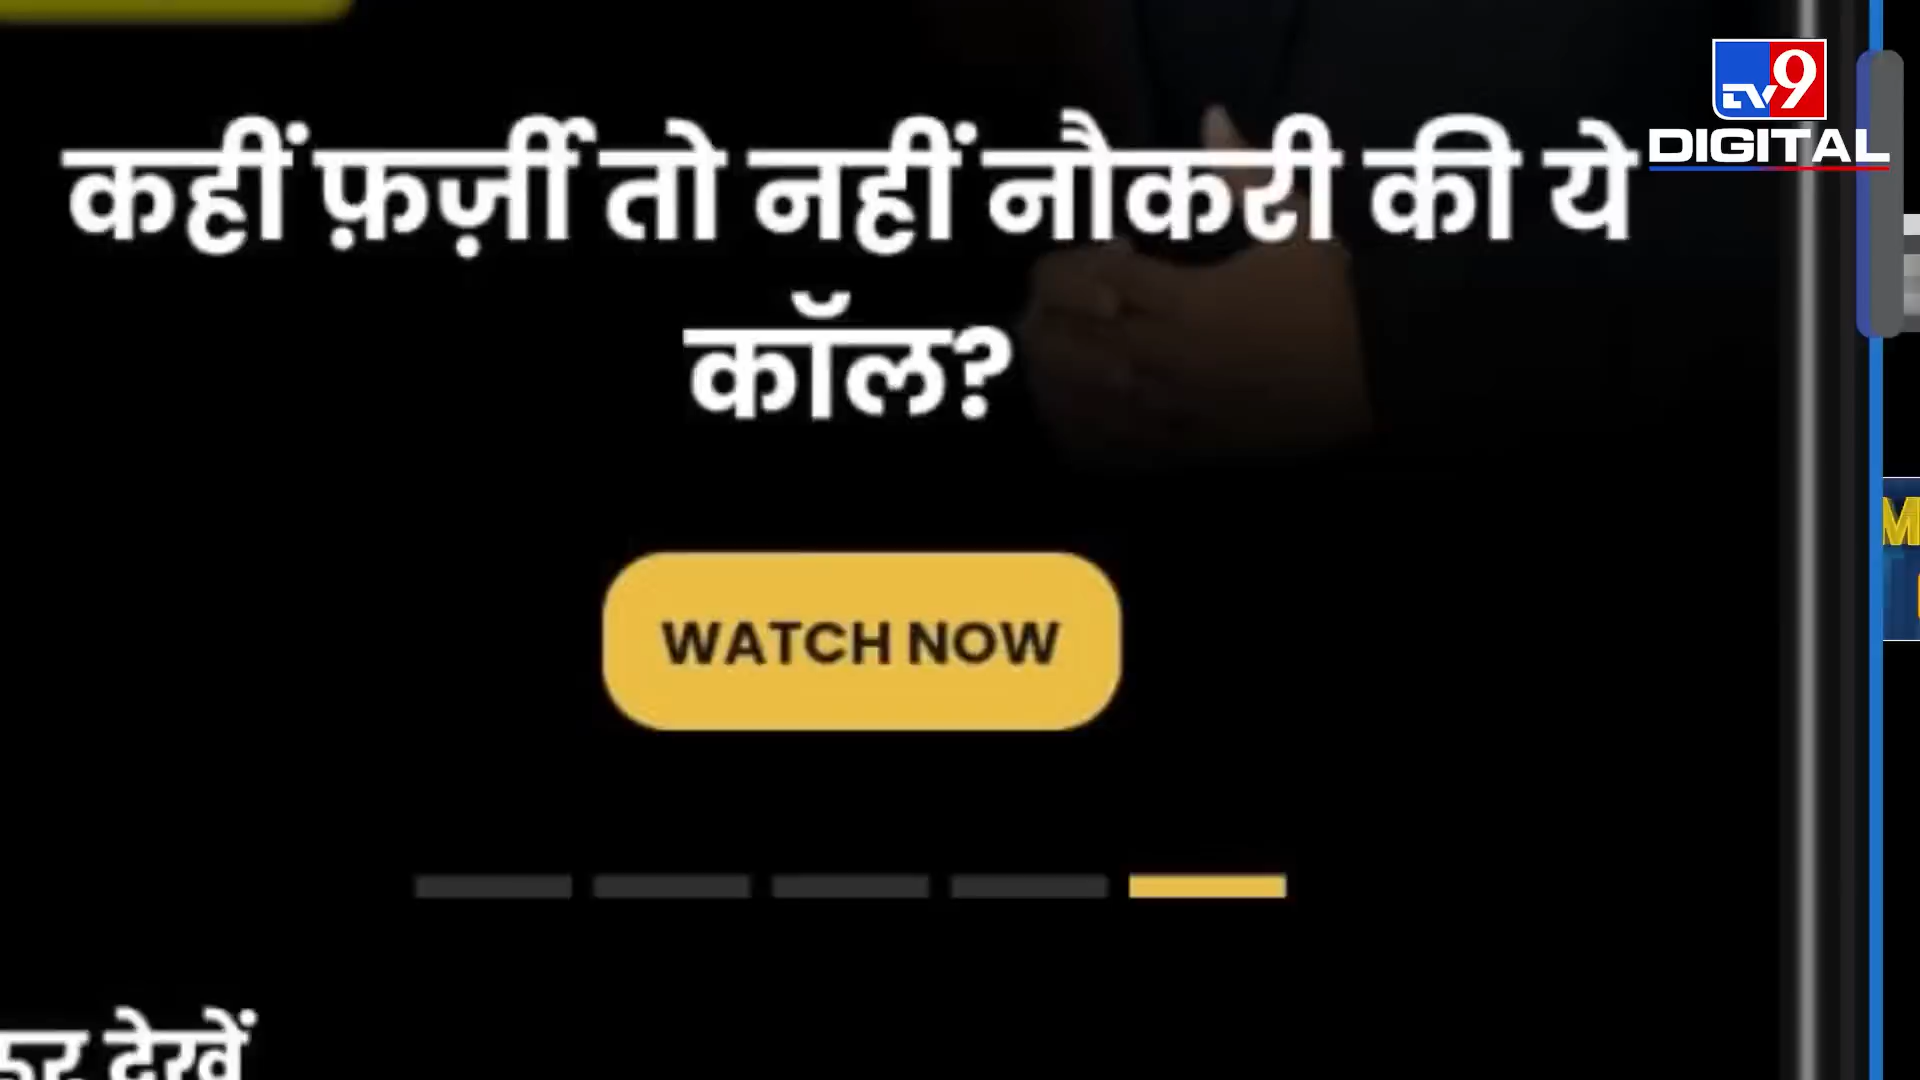 TV9
DIGITAL
कहीं फ़र्ज़ी तो नहीं नौकरी की ये
कॉल?
WATCH NOW
देखें